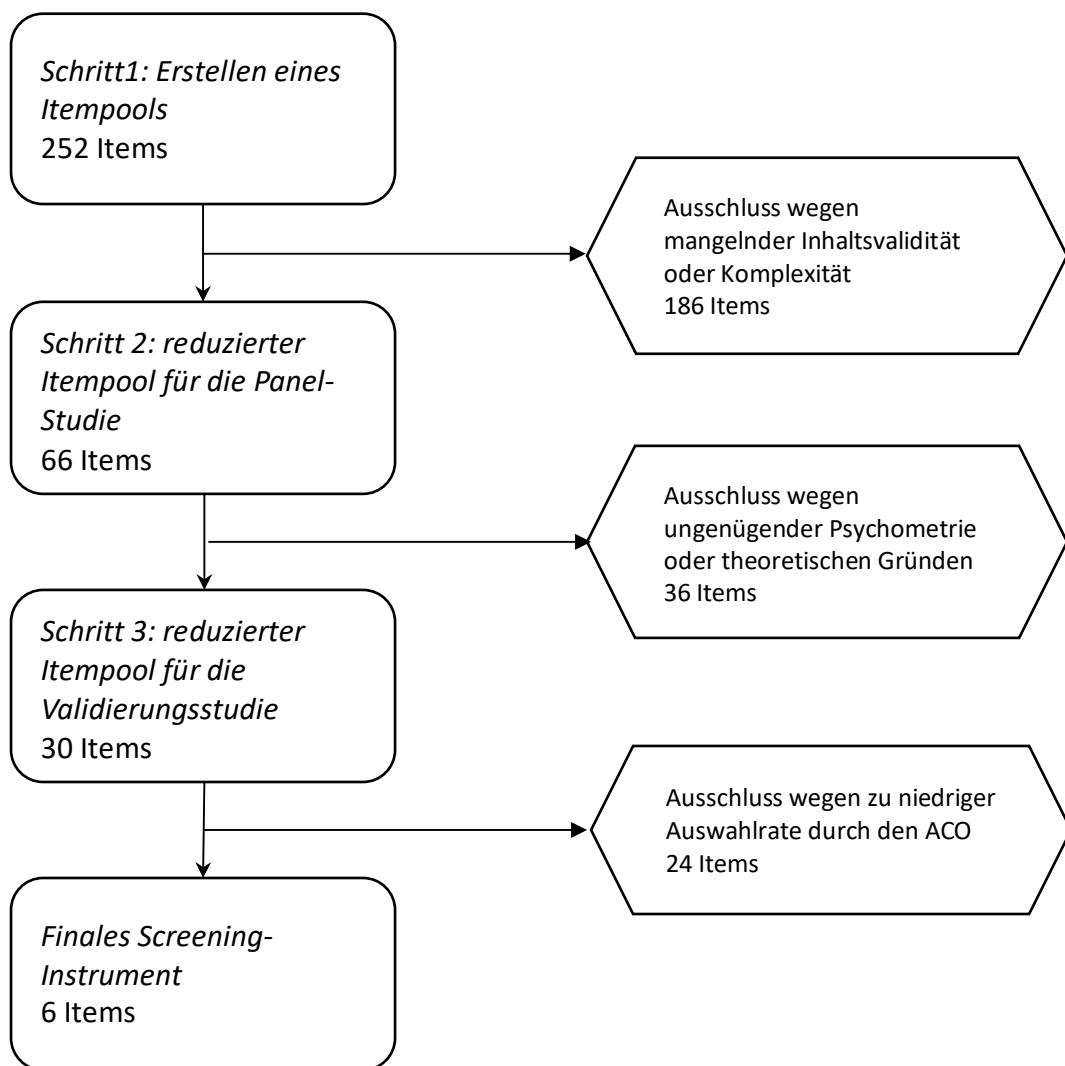 Schritt1: Erstellen eines
Itempools
252 Items
Ausschluss wegen
mangelnder Inhaltsvalidität
oder Komplexität
186 Items
Schritt 2: reduzierter
Itempool für die Panel-
Studie
66 Items
Ausschluss wegen
ungenügender Psychometrie
oder theoretischen Gründen
36 Items
Schritt 3: reduzierter
Itempool für die
Validierungsstudie
30 Items
Ausschluss wegen zu niedriger
Auswahlrate durch den ACO
24 Items
Finales Screening-
Instrument
6 Items